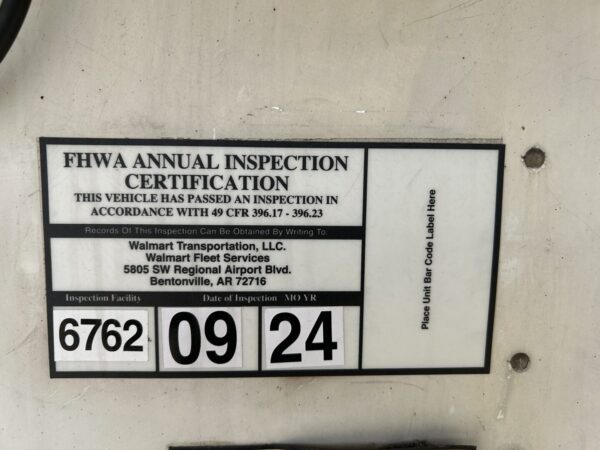 FHWA ANNUAL INSPECTION
CERTIFICATION
THIS VEHICLE HAS PASSED AN INSPECTION IN
ACCORDANCE WITH 49 CFR 396.17 - 396.23
Records Of This Inspection Can Be Obtained By Writing To:
Walmart Transportation, LLC.
Walmart Fleet Services
5805 SW Regional Airport Blvd.
Bentonville, AR 72716
Inspection Facility Date of Inspection MO YR
6762 09 24
Place Unit Bar Code Label Here